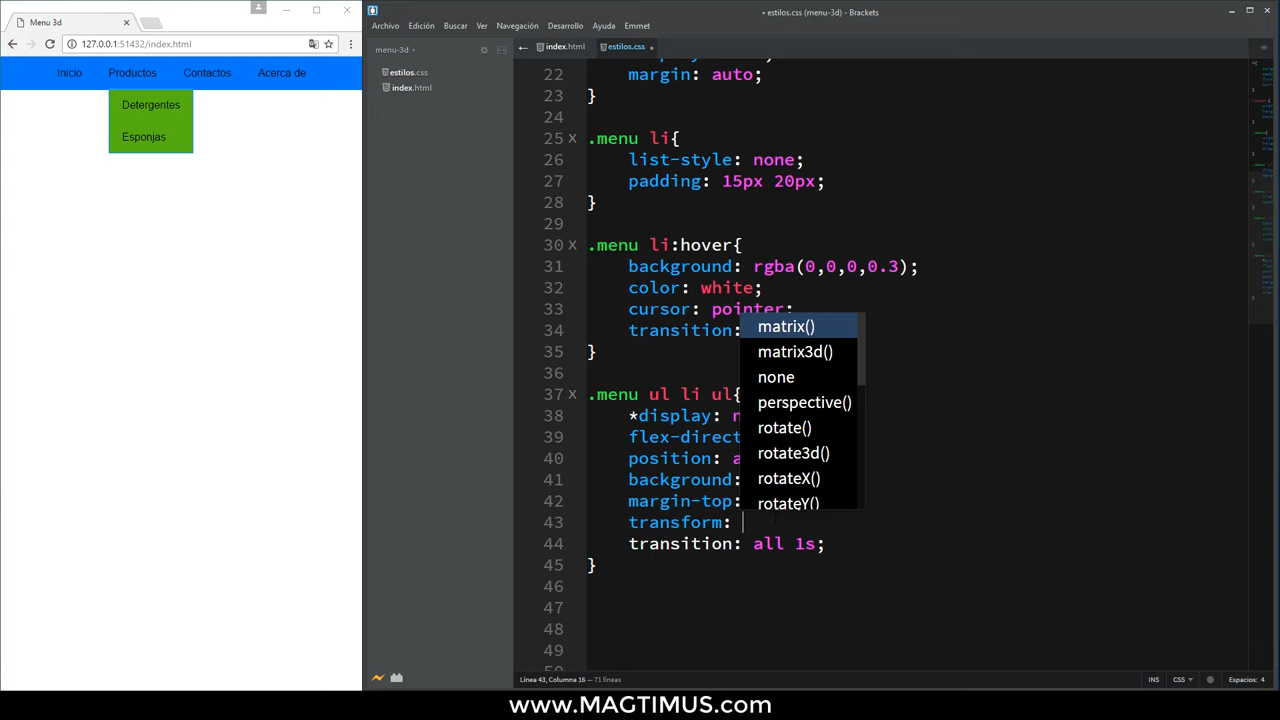 Menu 3d
127.0.0.1:51432/index.html
Inicio Productos Contactos Acerca de
Detergentes
Esponjas
• estilos.css (menu-3d) - Brackets
Archivo Edición Buscar Ver Navegación Desarrollo Ayuda Emmet
menu-3d
index.html
estilos.css
estilos.css
index.html
22 margin: auto;
23 }
24
25 .menu li{
26 list-style: none;
27 padding: 15px 20px;
28 }
29
30 .menu li:hover{
31 background: rgba(0,0,0,0.3);
32 color: white;
33 cursor: pointer;
34 transition:
35 }
36
37 .menu ul li ul{
38 *display: n
39 flex-direct
40 position: a
41 background:
42 margin-top:
43 transform:
44 transition: all 1s;
45 }
46
47
48
49
matrix()
matrix3d()
none
perspective()
rotate()
rotate3d()
rotateX()
rotateY()
Línea 43, Columna 16 — 71 líneas
INS CSS Espacios: 4
www.MAGTIMUS.com